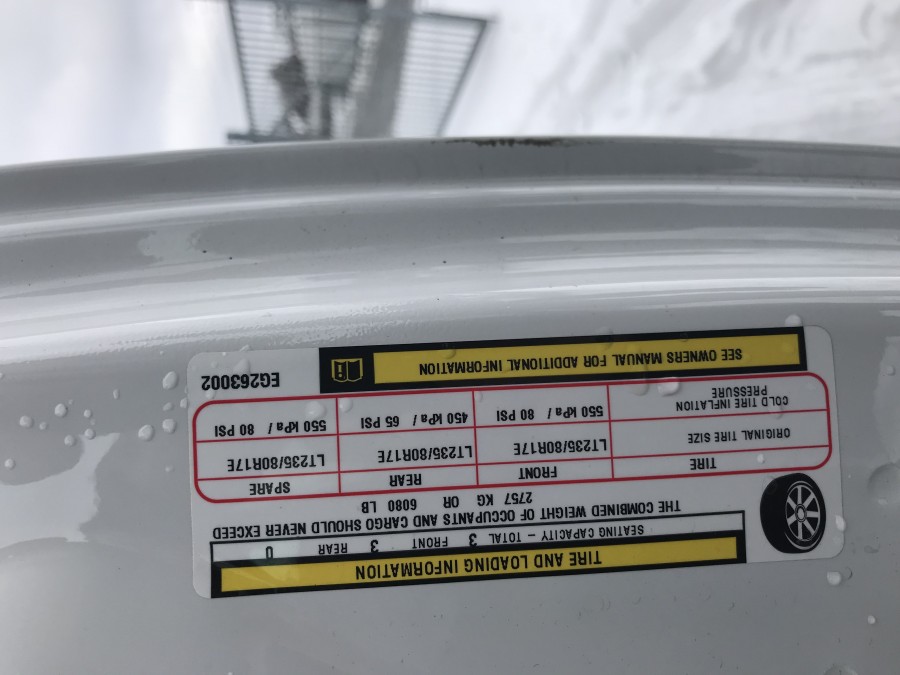 TIRE AND LOADING INFORMATION
SEATING CAPACITY - TOTAL 3 FRONT 3 REAR 0
THE COMBINED WEIGHT OF OCCUPANTS AND CARGO SHOULD NEVER EXCEED
2757 KG OR 6080 LB
TIRE FRONT REAR SPARE
ORIGINAL TIRE SIZE LT235/80R17E LT235/80R17E LT235/80R17E
COLD TIRE INFLATION
PRESSURE 550 kPa / 80 PSI 450 kPa / 65 PSI 550 kPa / 80 PSI
SEE OWNERS MANUAL FOR ADDITIONAL INFORMATION
EG263002